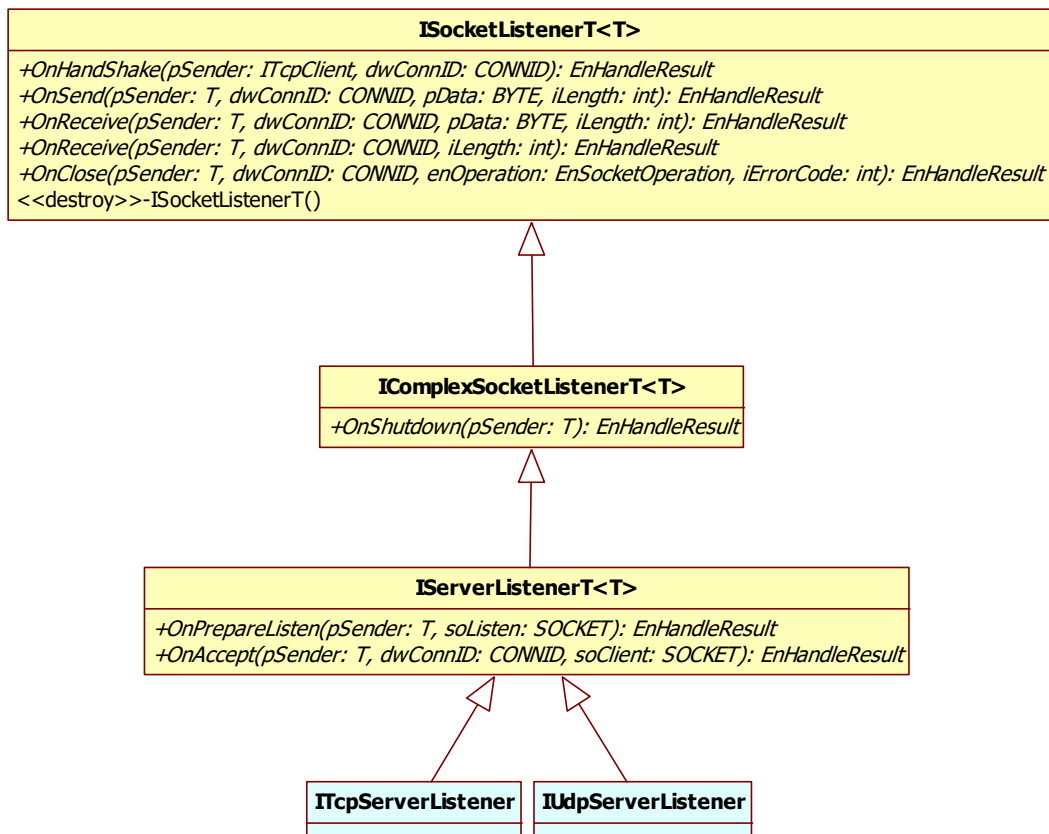 ISocketListenerT<T>
+OnHandShake(pSender: ITcpClient, dwConnID: CONNID): EnHandleResult
+OnSend(pSender: T, dwConnID: CONNID, pData: BYTE, iLength: int): EnHandleResult
+OnReceive(pSender: T, dwConnID: CONNID, pData: BYTE, iLength: int): EnHandleResult
+OnReceive(pSender: T, dwConnID: CONNID, iLength: int): EnHandleResult
+OnClose(pSender: T, dwConnID: CONNID, enOperation: EnSocketOperation, iErrorCode: int): EnHandleResult
<<destroy>>-ISocketListenerT()
IComplexSocketListenerT<T>
+OnShutdown(pSender: T): EnHandleResult
IServerListenerT<T>
+OnPrepareListen(pSender: T, soListen: SOCKET): EnHandleResult
+OnAccept(pSender: T, dwConnID: CONNID, soClient: SOCKET): EnHandleResult
ITcpServerListener
IUdpServerListener